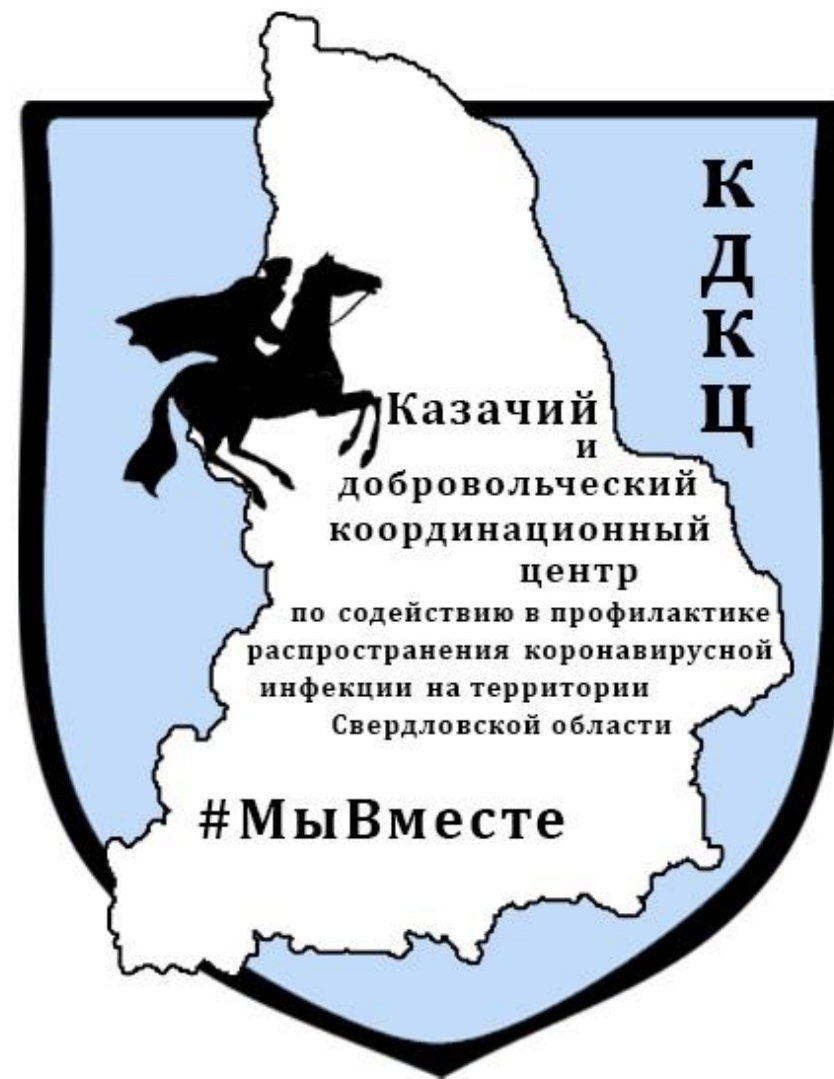 К
Д
К
Ц
Казачий
и
добровольческий
координационный
центр
по содействию в профилактике
распространения коронавирусной
инфекции на территории
Свердловской области
#МыВместе